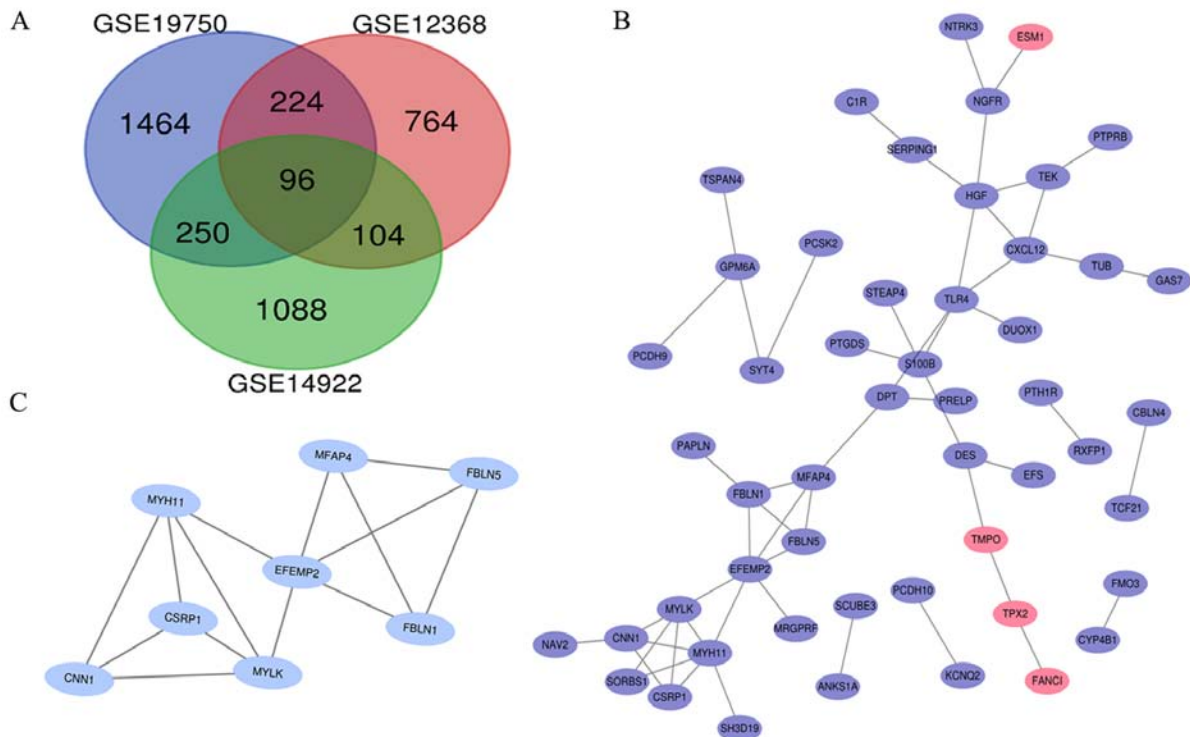 A
GSE19750
GSE12368
1464
224
764
96
250
104
1088
GSE14922
B
NTRK3
ESM1
C1R
NGFR
SERPING1
PTPRB
TEK
TSPAN4
HGF
PCSK2
CXCL12
GPM6A
TUB
GAS7
STEAP4
TLR4
DUOX1
PTGDS
PCDH9
SYT4
S100B
DPT
PRELP
PTH1R
CBLN4
PAPLN
DES
RXFP1
EFS
MFAP4
FBLN1
TCF21
FBLN5
TMPO
EFEMP2
FMO3
SCUBE3
PCDH10
MYLK
TPX2
MRGPRF
CYP4B1
NAV2
CNN1
MYH11
SORBS1
CSRP1
ANKS1A
KCNQ2
FANCI
SH3D19
C
MFAP4
FBLN5
MYH11
EFEMP2
CSRP1
FBLN1
CNN1
MYLK